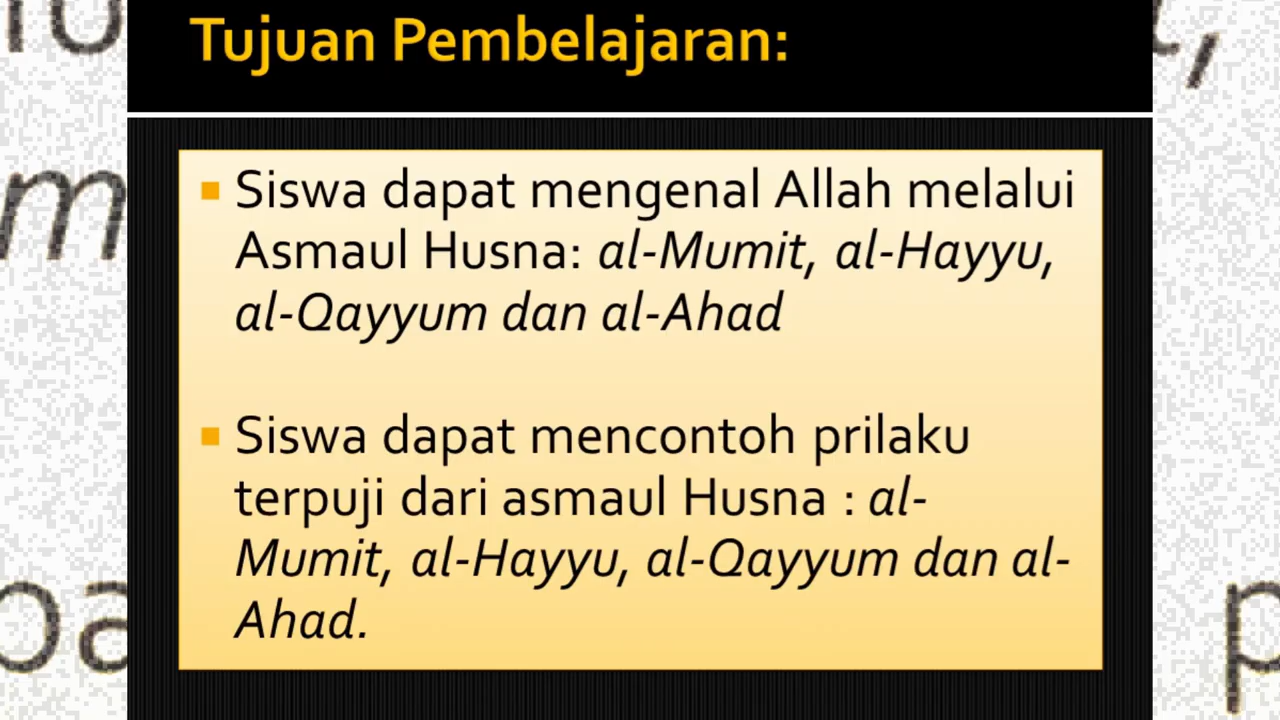 Tujuan Pembelajaran:
Siswa dapat mengenal Allah melalui
Asmaul Husna: al-Mumit, al-Hayyu,
al-Qayyum dan al-Ahad
Siswa dapat mencontoh prilaku
terpuji dari asmaul Husna : al-
Mumit, al-Hayyu, al-Qayyum dan al-
Ahad.